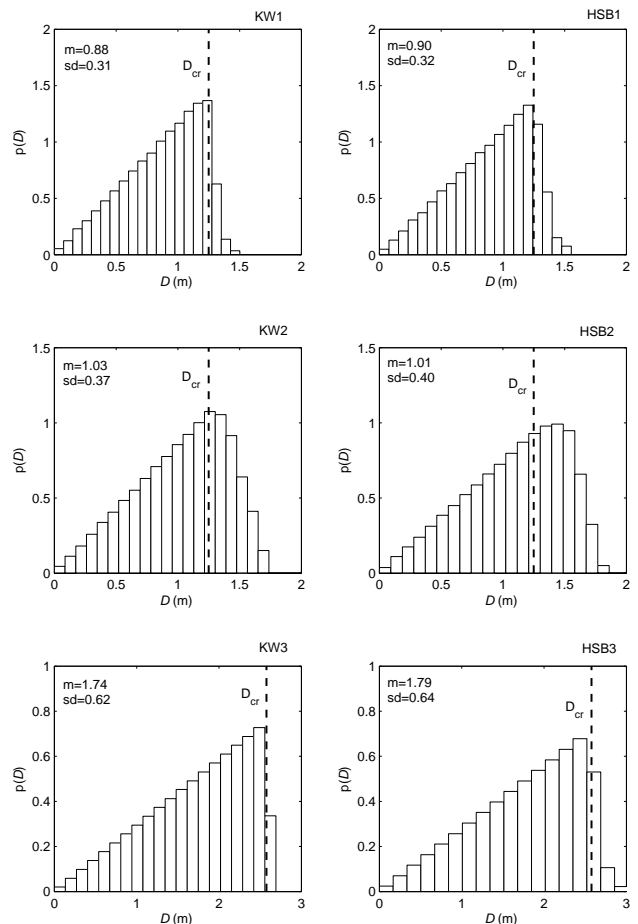 KW1
m=0.88
sd=0.31
D_cr
p(D)
2
1.5
1
0.5
0
0 0.5 1 1.5 2
D (m)
HSB1
m=0.90
sd=0.32
D_cr
p(D)
2
1.5
1
0.5
0
0 0.5 1 1.5 2
D (m)
KW2
m=1.03
sd=0.37
D_cr
p(D)
1.5
1
0.5
0
0 0.5 1 1.5 2
D (m)
HSB2
m=1.01
sd=0.40
D_cr
p(D)
1.5
1
0.5
0
0 0.5 1 1.5 2
D (m)
KW3
m=1.74
sd=0.62
D_cr
p(D)
1
0.8
0.6
0.4
0.2
0
0 1 2 3
D (m)
HSB3
m=1.79
sd=0.64
D_cr
p(D)
1
0.8
0.6
0.4
0.2
0
0 1 2 3
D (m)